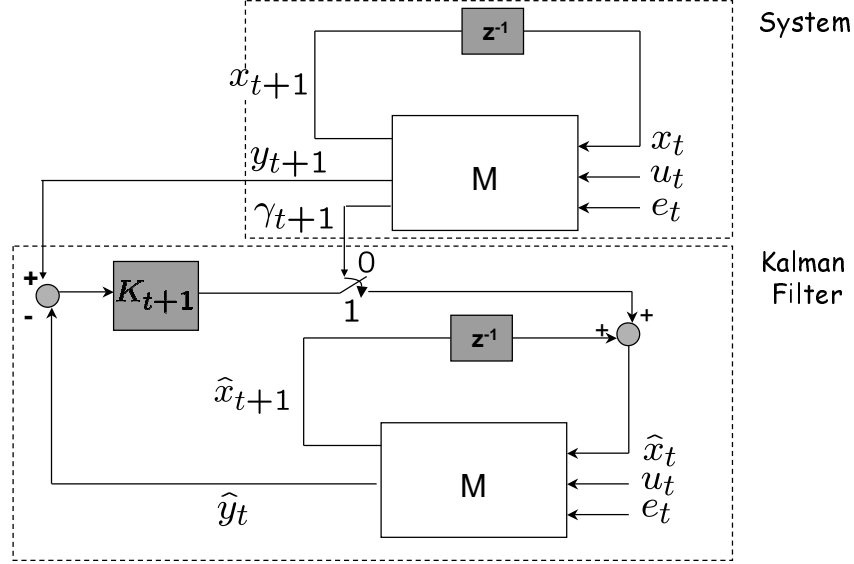 System
z⁻¹
x_{t+1}
M
x_t
y_{t+1}
u_t
γ_{t+1}
e_t
Kalman
Filter
0
+
K_{t+1}
-
1
+
+
z⁻¹
x̂_{t+1}
x̂_t
M
u_t
ŷ_t
e_t